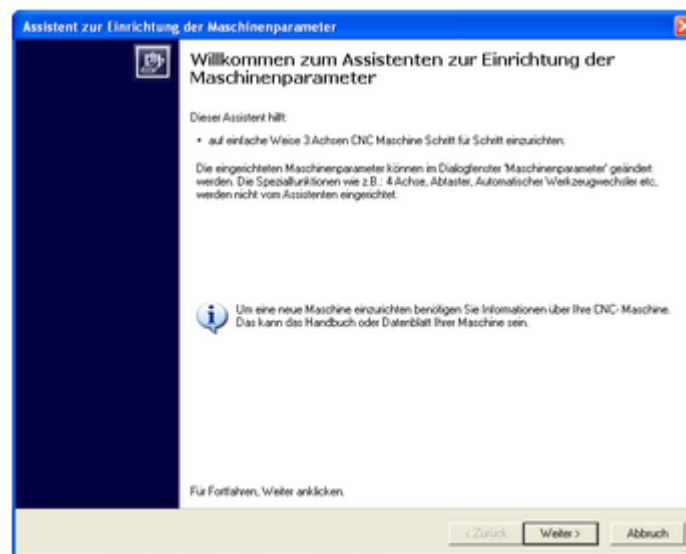 Assistent zur Einrichtung der Maschinenparameter
Willkommen zum Assistenten zur Einrichtung der
Maschinenparameter
Dieser Assistent hilft:
• auf einfache Weise 3 Achsen CNC Maschine Schritt für Schritt einzurichten.
Die eingerichteten Maschinenparameter können im Dialogfenster 'Maschinenparameter' geändert
werden. Die Spezialfunktionen wie z.B.: 4 Achse, Abtaster, Automatischer Werkzeugwechsler etc,
werden nicht vom Assistenten eingerichtet.
Um eine neue Maschine einzurichten benötigen Sie Informationen über Ihre CNC- Maschine.
Das kann das Handbuch oder Datenblatt Ihrer Maschine sein.
Für Fortfahren, Weiter anklicken.
< Zurück Weiter > Abbruch